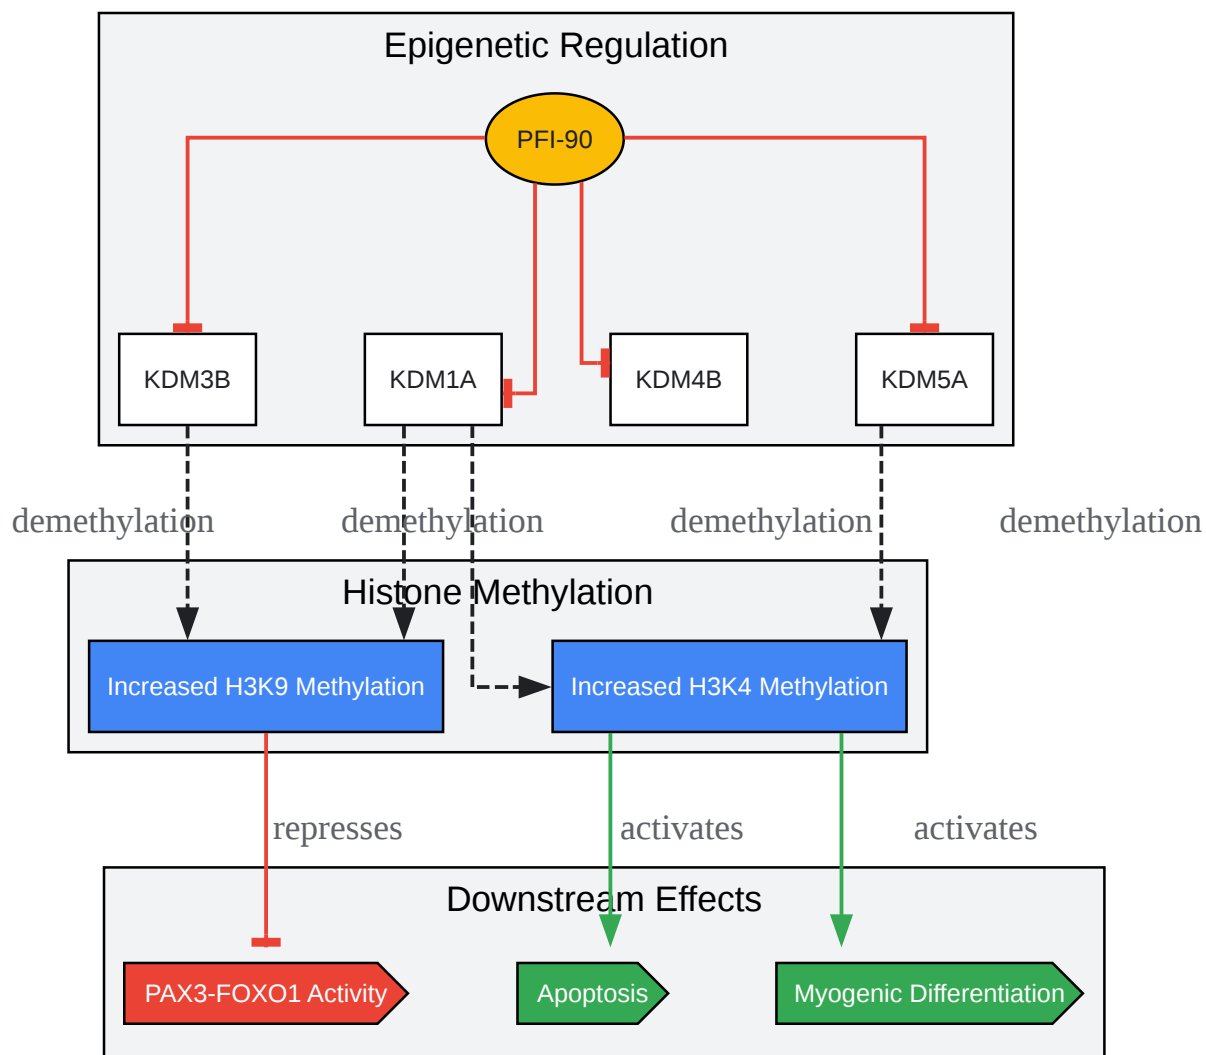 Epigenetic Regulation
PFI-90
KDM3B
KDM1A
KDM4B
KDM5A
demethylation
demethylation
demethylation
demethylation
Histone Methylation
Increased H3K9 Methylation
Increased H3K4 Methylation
represses
activates
activates
Downstream Effects
PAX3-FOXO1 Activity
Apoptosis
Myogenic Differentiation